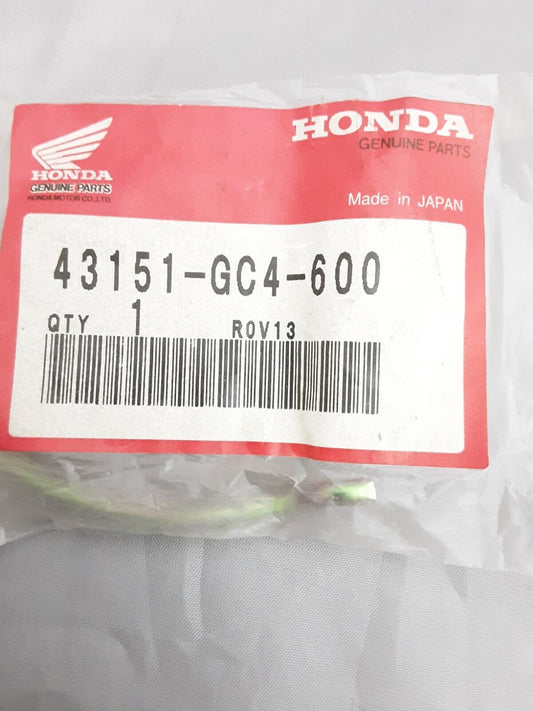 HONDA
GENUINE PARTS
HONDA MOTOR CO.,LTD.
HONDA
GENUINE PARTS
Made in JAPAN
43151-GC4-600
QTY 1 R0V13